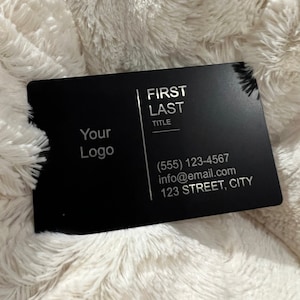 Your
Logo
FIRST
LAST
TITLE
(555) 123-4567
info@email.com
123 STREET, CITY